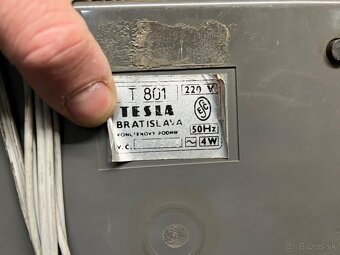 T 801 220 V
TESLA
BRATISLAVA
KONCERNOVÝ PODNIK 50Hz
V.C. 4W
Bazos.sk